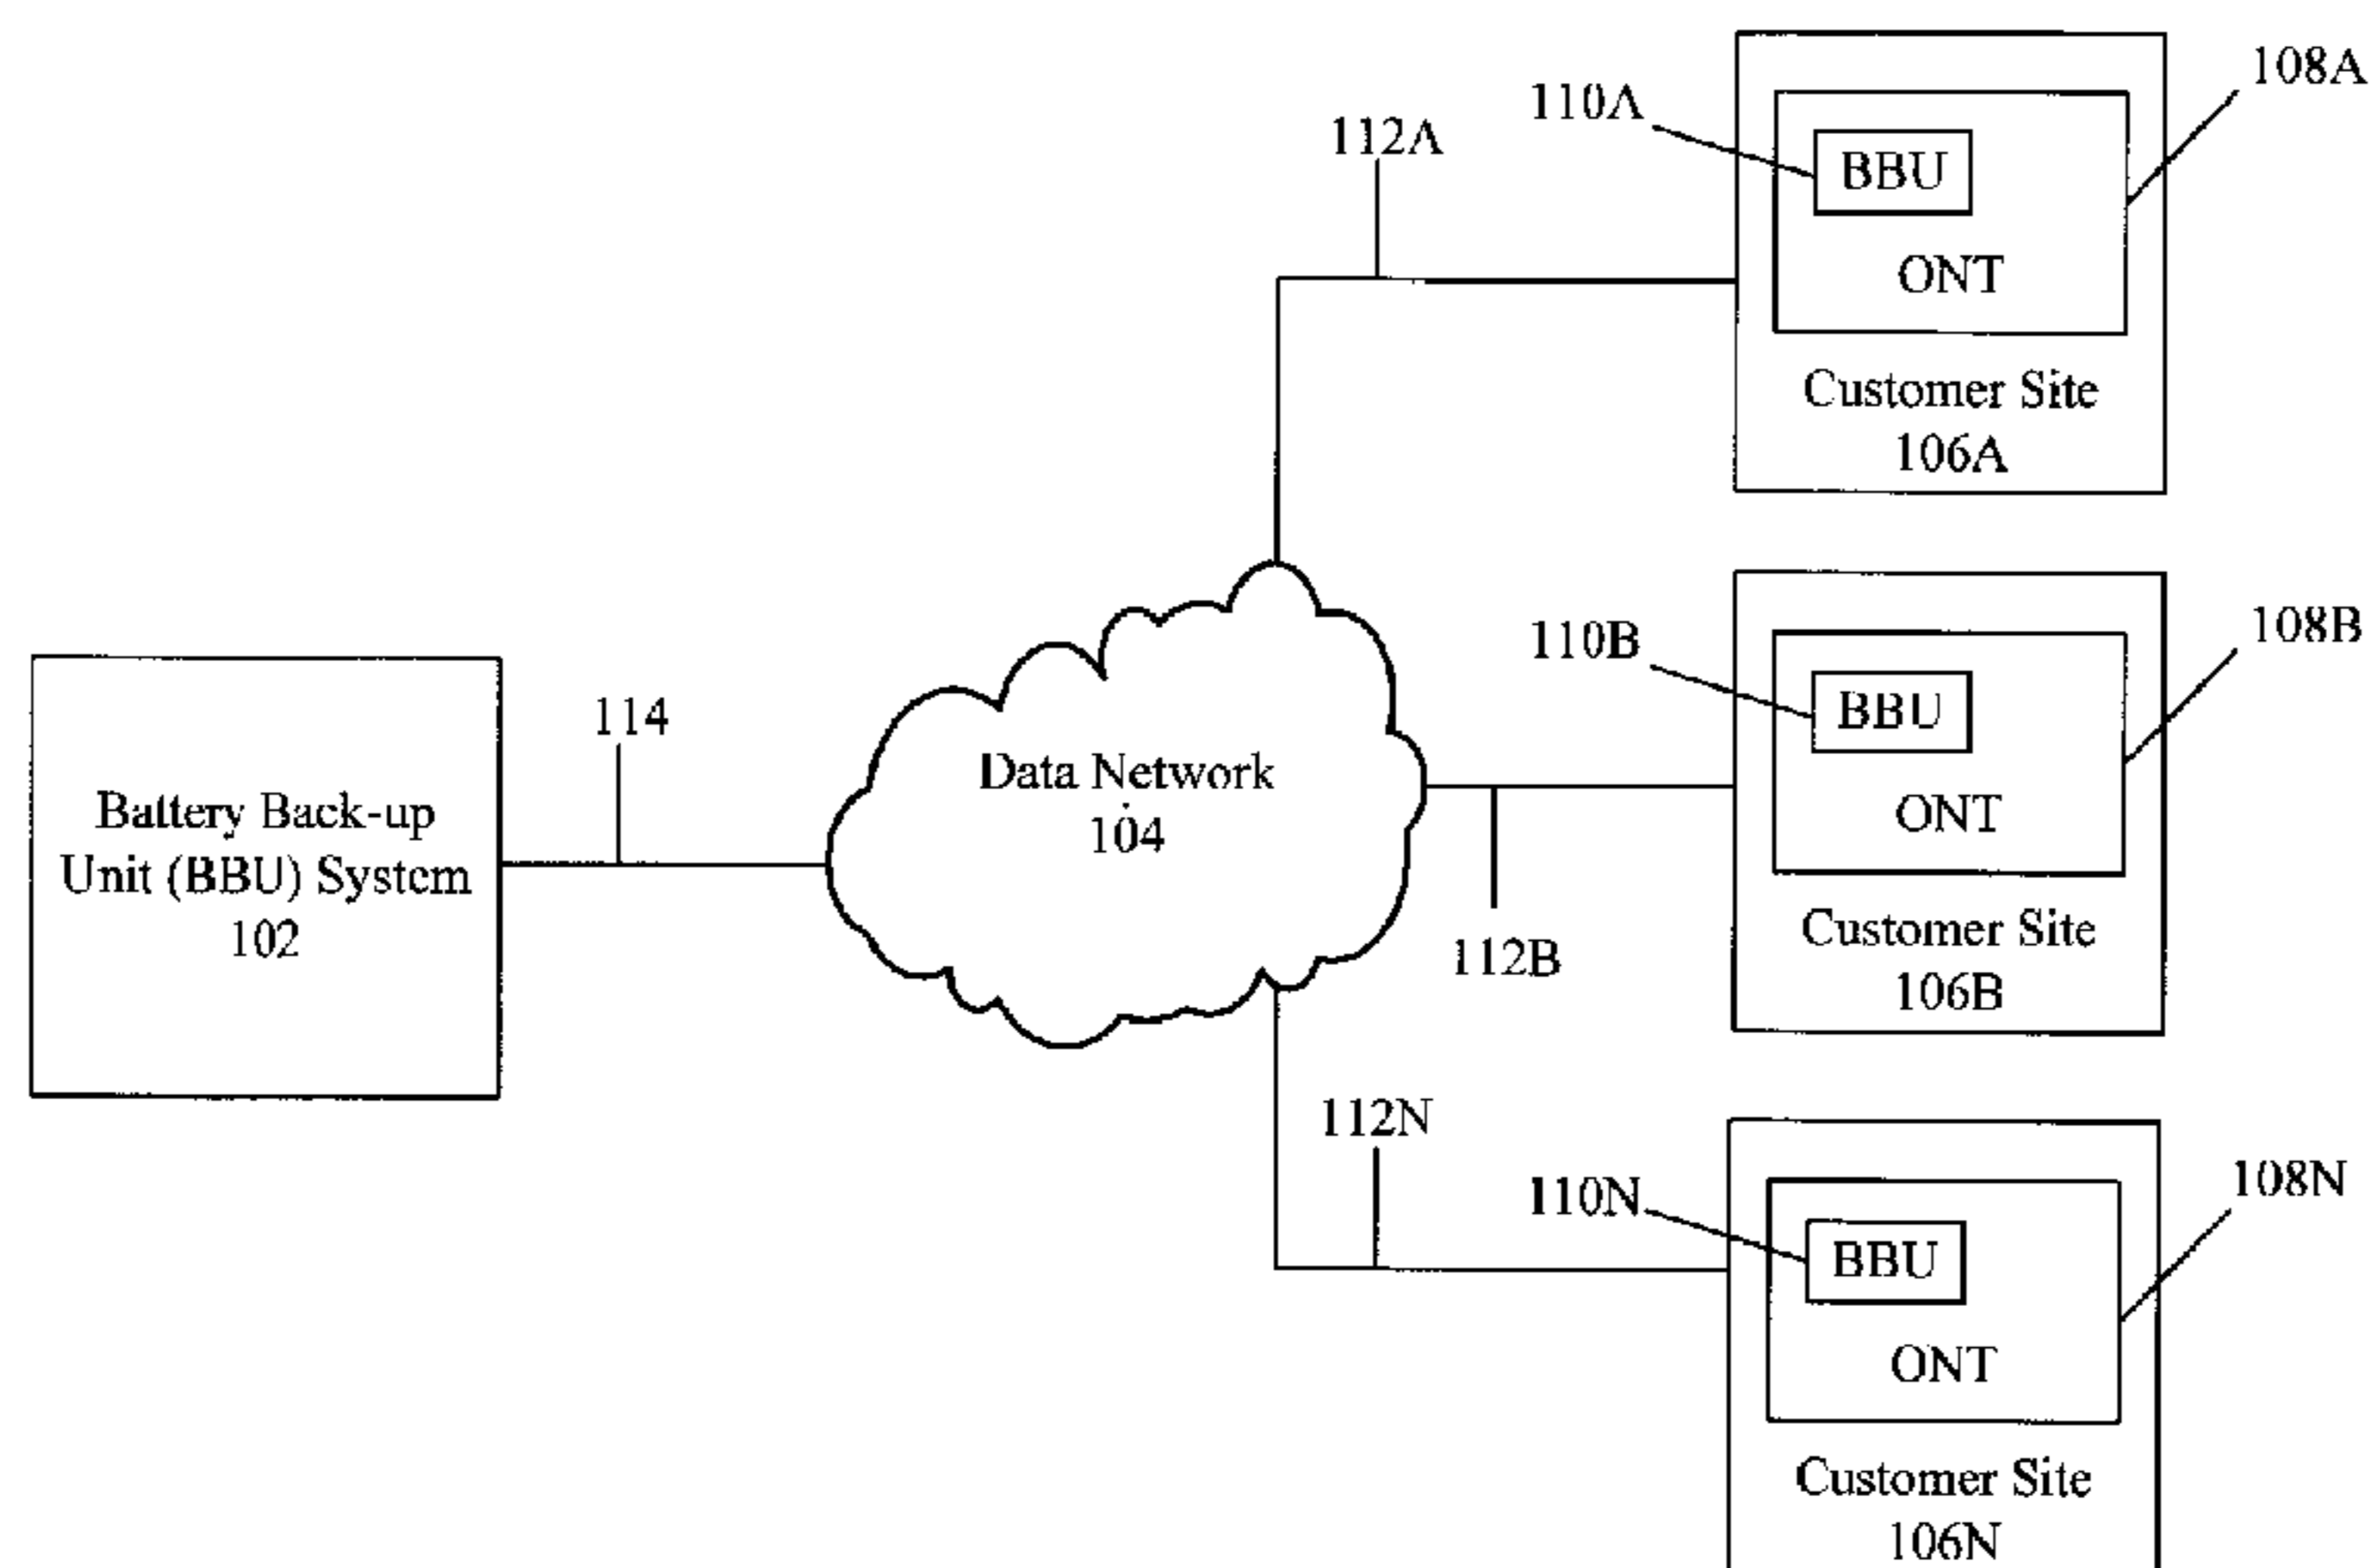 108A
110A
112A
BBU
ONT
Customer Site
106A
108B
110B
BBU
114
Data Network
104
Battery Back-up
Unit (BBU) System
102
ONT
112B
Customer Site
106B
112N
108N
110N
BBU
ONT
Customer Site
106N